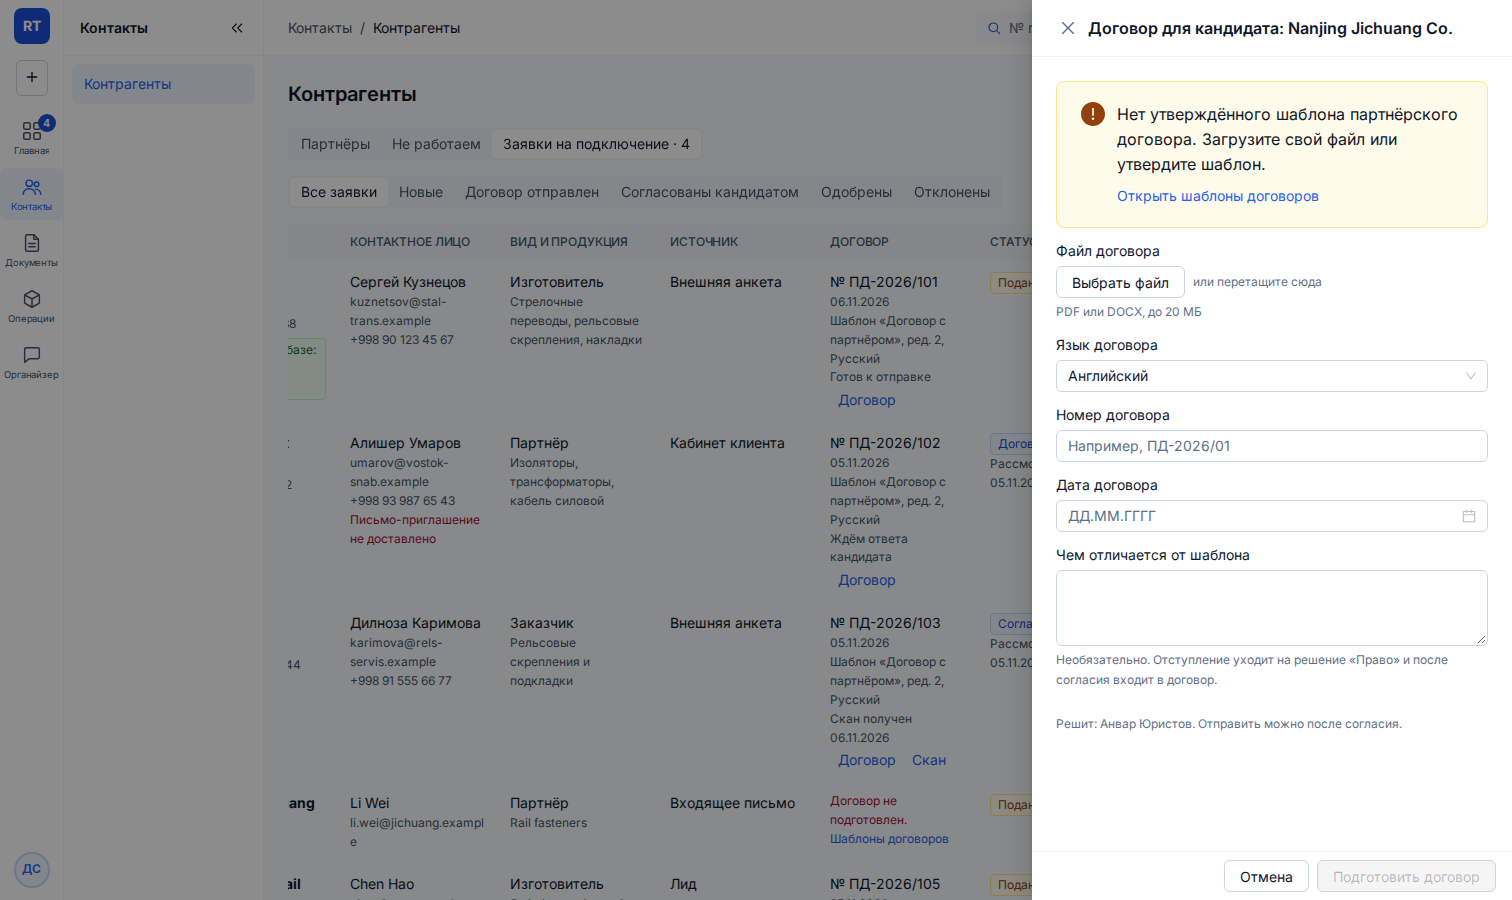 RT
Контакты
Контакты / Контрагенты
№
Договор для кандидата: Nanjing Jichuang Co.
4
Главная
Контакты
Документы
Операции
Органайзер
ДС
Контрагенты
Контрагенты
Партнёры Не работаем Заявки на подключение · 4
Все заявки Новые Договор отправлен Согласованы кандидатом Одобрены Отклонены
КОНТАКТНОЕ ЛИЦО ВИД И ПРОДУКЦИЯ ИСТОЧНИК ДОГОВОР
базе:
Сергей Кузнецов
kuznetsov@stal-
trans.example
+998 90 123 45 67
Изготовитель
Стрелочные
переводы, рельсовые
скрепления, накладки
Внешняя анкета
№ ПД-2026/101
06.11.2026
Шаблон «Договор с
партнёром», ред. 2,
Русский
Готов к отправке
Договор
Алишер Умаров
umarov@vostok-
snab.example
+998 93 987 65 43
Письмо-приглашение
не доставлено
Партнёр
Изоляторы,
трансформаторы,
кабель силовой
Кабинет клиента
№ ПД-2026/102
05.11.2026
Шаблон «Договор с
партнёром», ред. 2,
Русский
Ждём ответа
кандидата
Договор
44
Дилноза Каримова
karimova@rels-
servis.example
+998 91 555 66 77
Заказчик
Рельсовые
скрепления и
подкладки
Внешняя анкета
№ ПД-2026/103
05.11.2026
Шаблон «Договор с
партнёром», ред. 2,
Русский
Скан получен
06.11.2026
Договор Скан
ang
Li Wei
li.wei@jichuang.exampl
e
Партнёр
Rail fasteners
Входящее письмо
Договор не
подготовлен.
Шаблоны договоров
ail
Chen Hao
Изготовитель
Лид
№ ПД-2026/105
Нет утверждённого шаблона партнёрского
договора. Загрузите свой файл или
утвердите шаблон.
Открыть шаблоны договоров
Файл договора
Выбрать файл или перетащите сюда
PDF или DOCX, до 20 МБ
Язык договора
Английский
Номер договора
Например, ПД-2026/01
Дата договора
ДД.ММ.ГГГГ
Чем отличается от шаблона
Необязательно. Отступление уходит на решение «Право» и после
согласия входит в договор.
Решит: Анвар Юристов. Отправить можно после согласия.
Отмена Подготовить договор